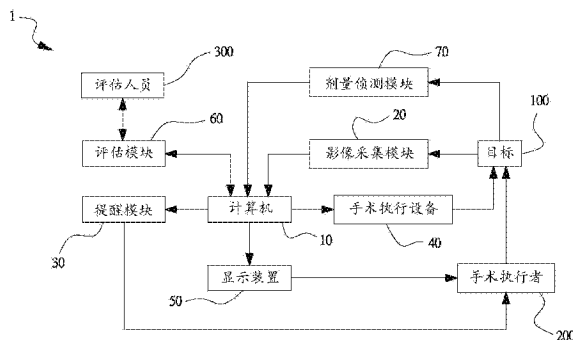 1
300
70
评估人员
剂量侦测模块
60
20
100
评估模块
影像采集模块
目标
提醒模块
计算机
手术执行设备
30
10
40
显示装置
手术执行者
50
200